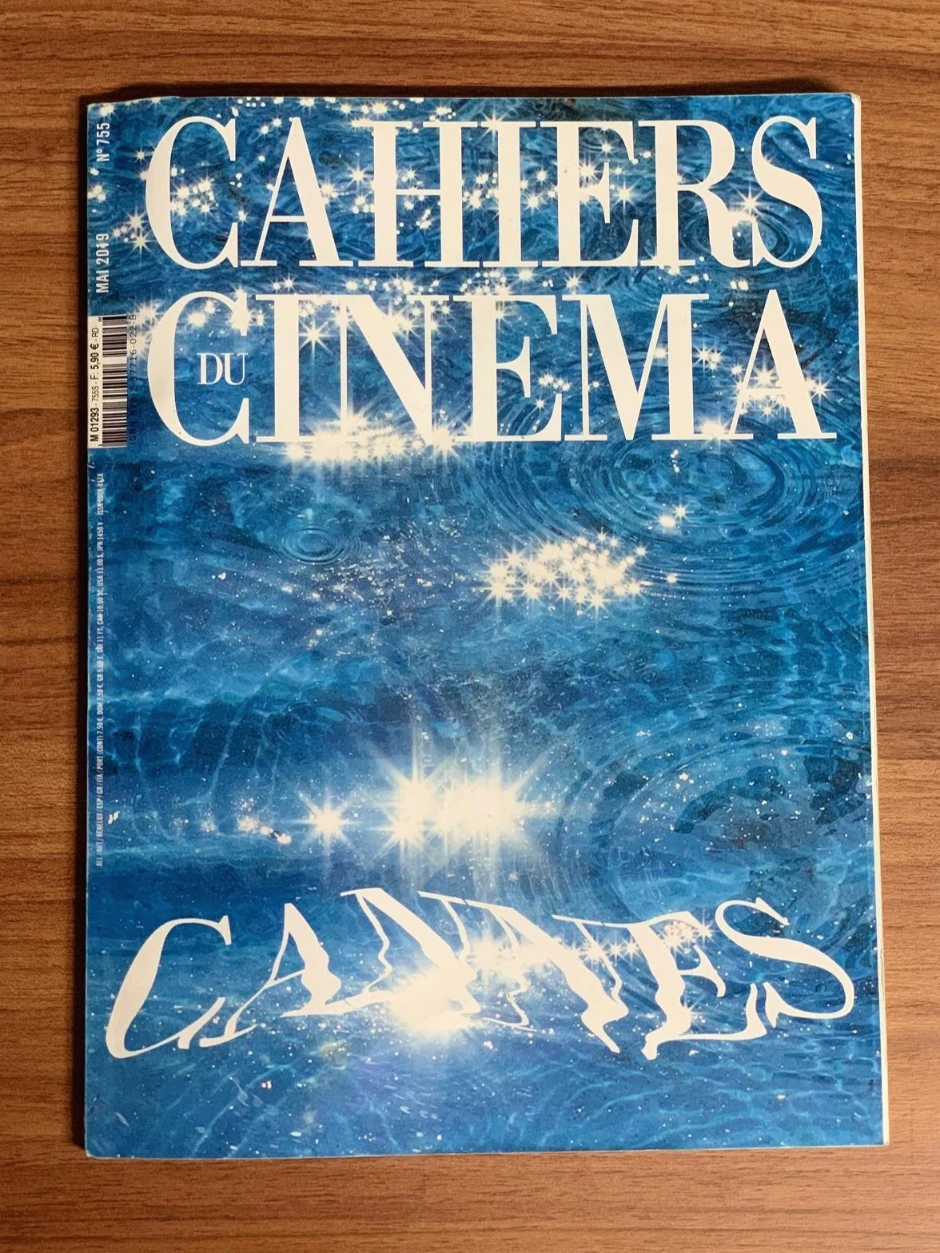 CAHIERS
DU
CINEMA
CANNES
MAI 2019 N° 755
M 01293 - 755S - F: 5,90 € - RD